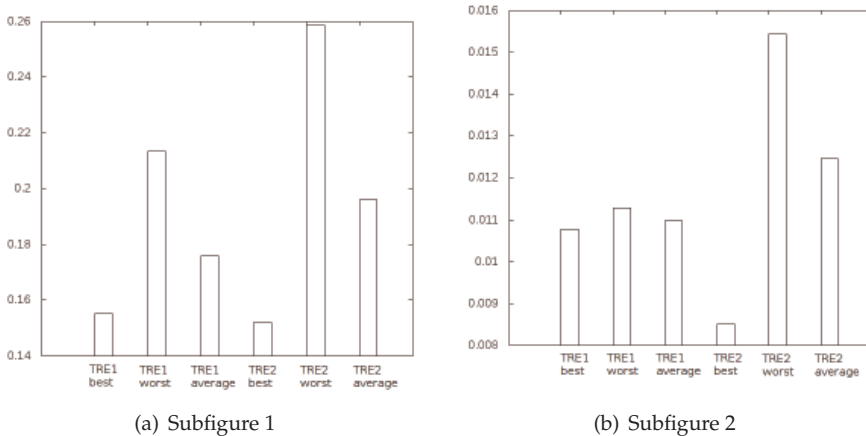 0.26
0.24
0.22
0.2
0.18
0.16
0.14
TRE1 best
TRE1 worst
TRE1 average
TRE2 best
TRE2 worst
TRE2 average
(a) Subfigure 1
0.016
0.015
0.014
0.013
0.012
0.011
0.01
0.009
0.008
TRE1 best
TRE1 worst
TRE1 average
TRE2 best
TRE2 worst
TRE2 average
(b) Subfigure 2